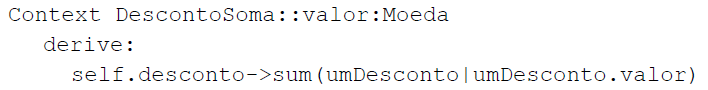 Context DescontoSoma::valor:Moeda
derive:
self.desconto->sum(umDesconto|umDesconto.valor)